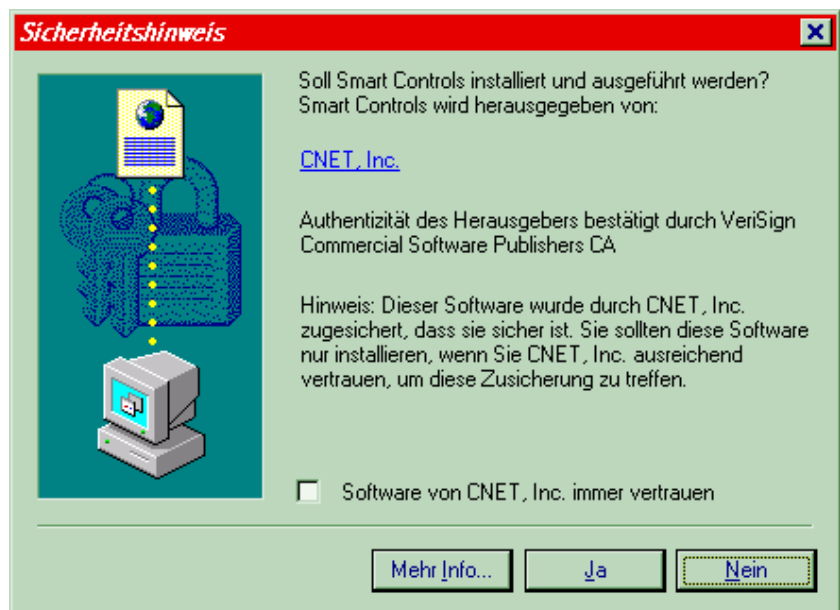 Sicherheitshinweis
Soll Smart Controls installiert und ausgeführt werden?
Smart Controls wird herausgegeben von:
CNET, Inc.
Authentizität des Herausgebers bestätigt durch VeriSign
Commercial Software Publishers CA
Hinweis: Dieser Software wurde durch CNET, Inc.
zugesichert, dass sie sicher ist. Sie sollten diese Software
nur installieren, wenn Sie CNET, Inc. ausreichend
vertrauen, um diese Zusicherung zu treffen.
Software von CNET, Inc. immer vertrauen
Mehr Info... Ja Nein